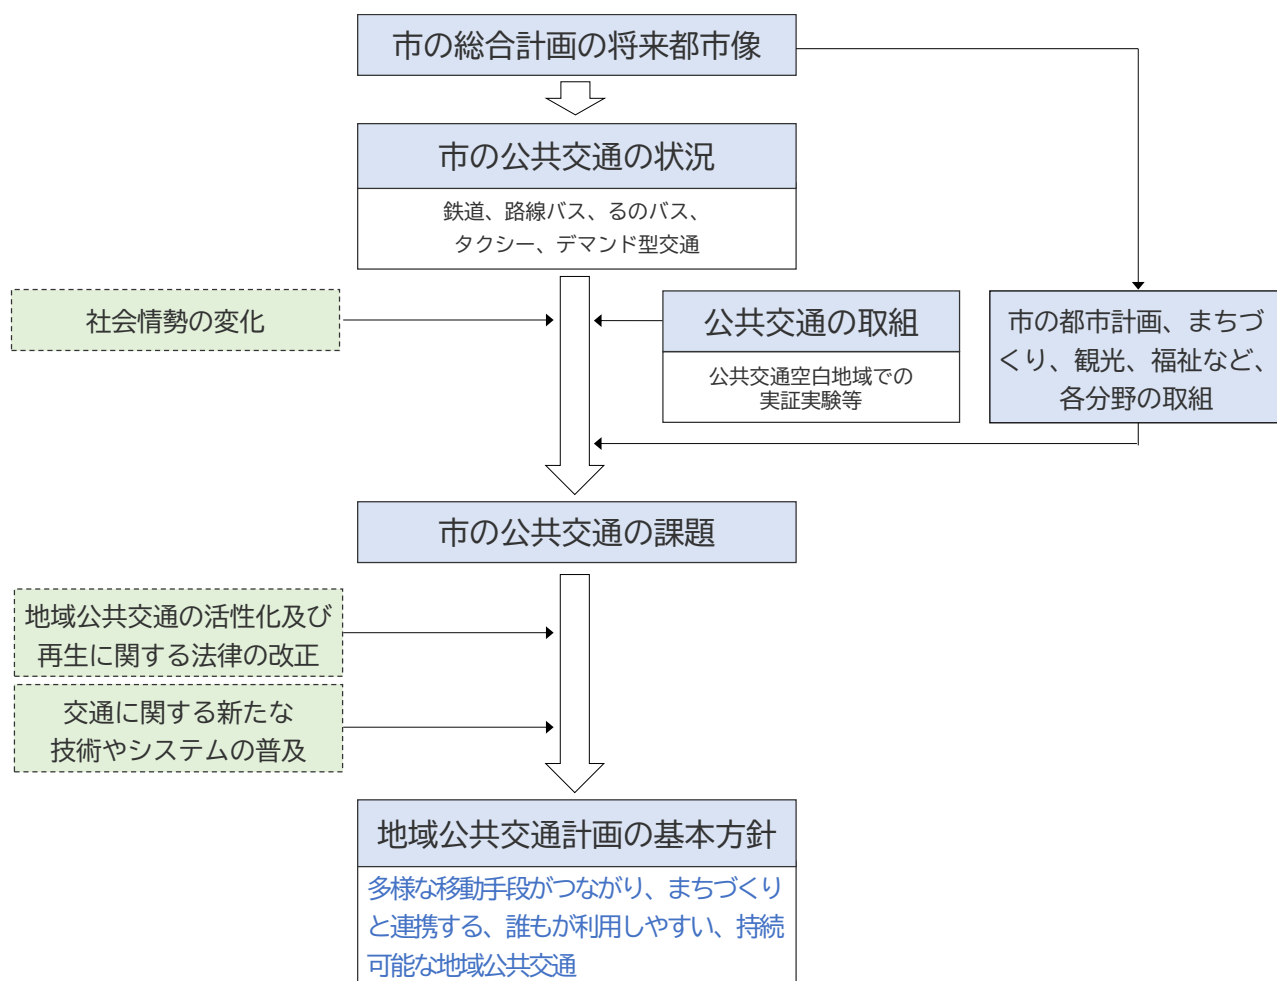 市の総合計画の将来都市像
市の公共交通の状況
鉄道、路線バス、るのバス、
タクシー、デマンド型交通
社会情勢の変化
公共交通の取組
公共交通空白地域での
実証実験等
市の都市計画、まちづ
くり、観光、福祉など、
各分野の取組
市の公共交通の課題
地域公共交通の活性化及び
再生に関する法律の改正
交通に関する新たな
技術やシステムの普及
地域公共交通計画の基本方針
多様な移動手段がつながり、まちづくり
と連携する、誰もが利用しやすい、持続
可能な地域公共交通